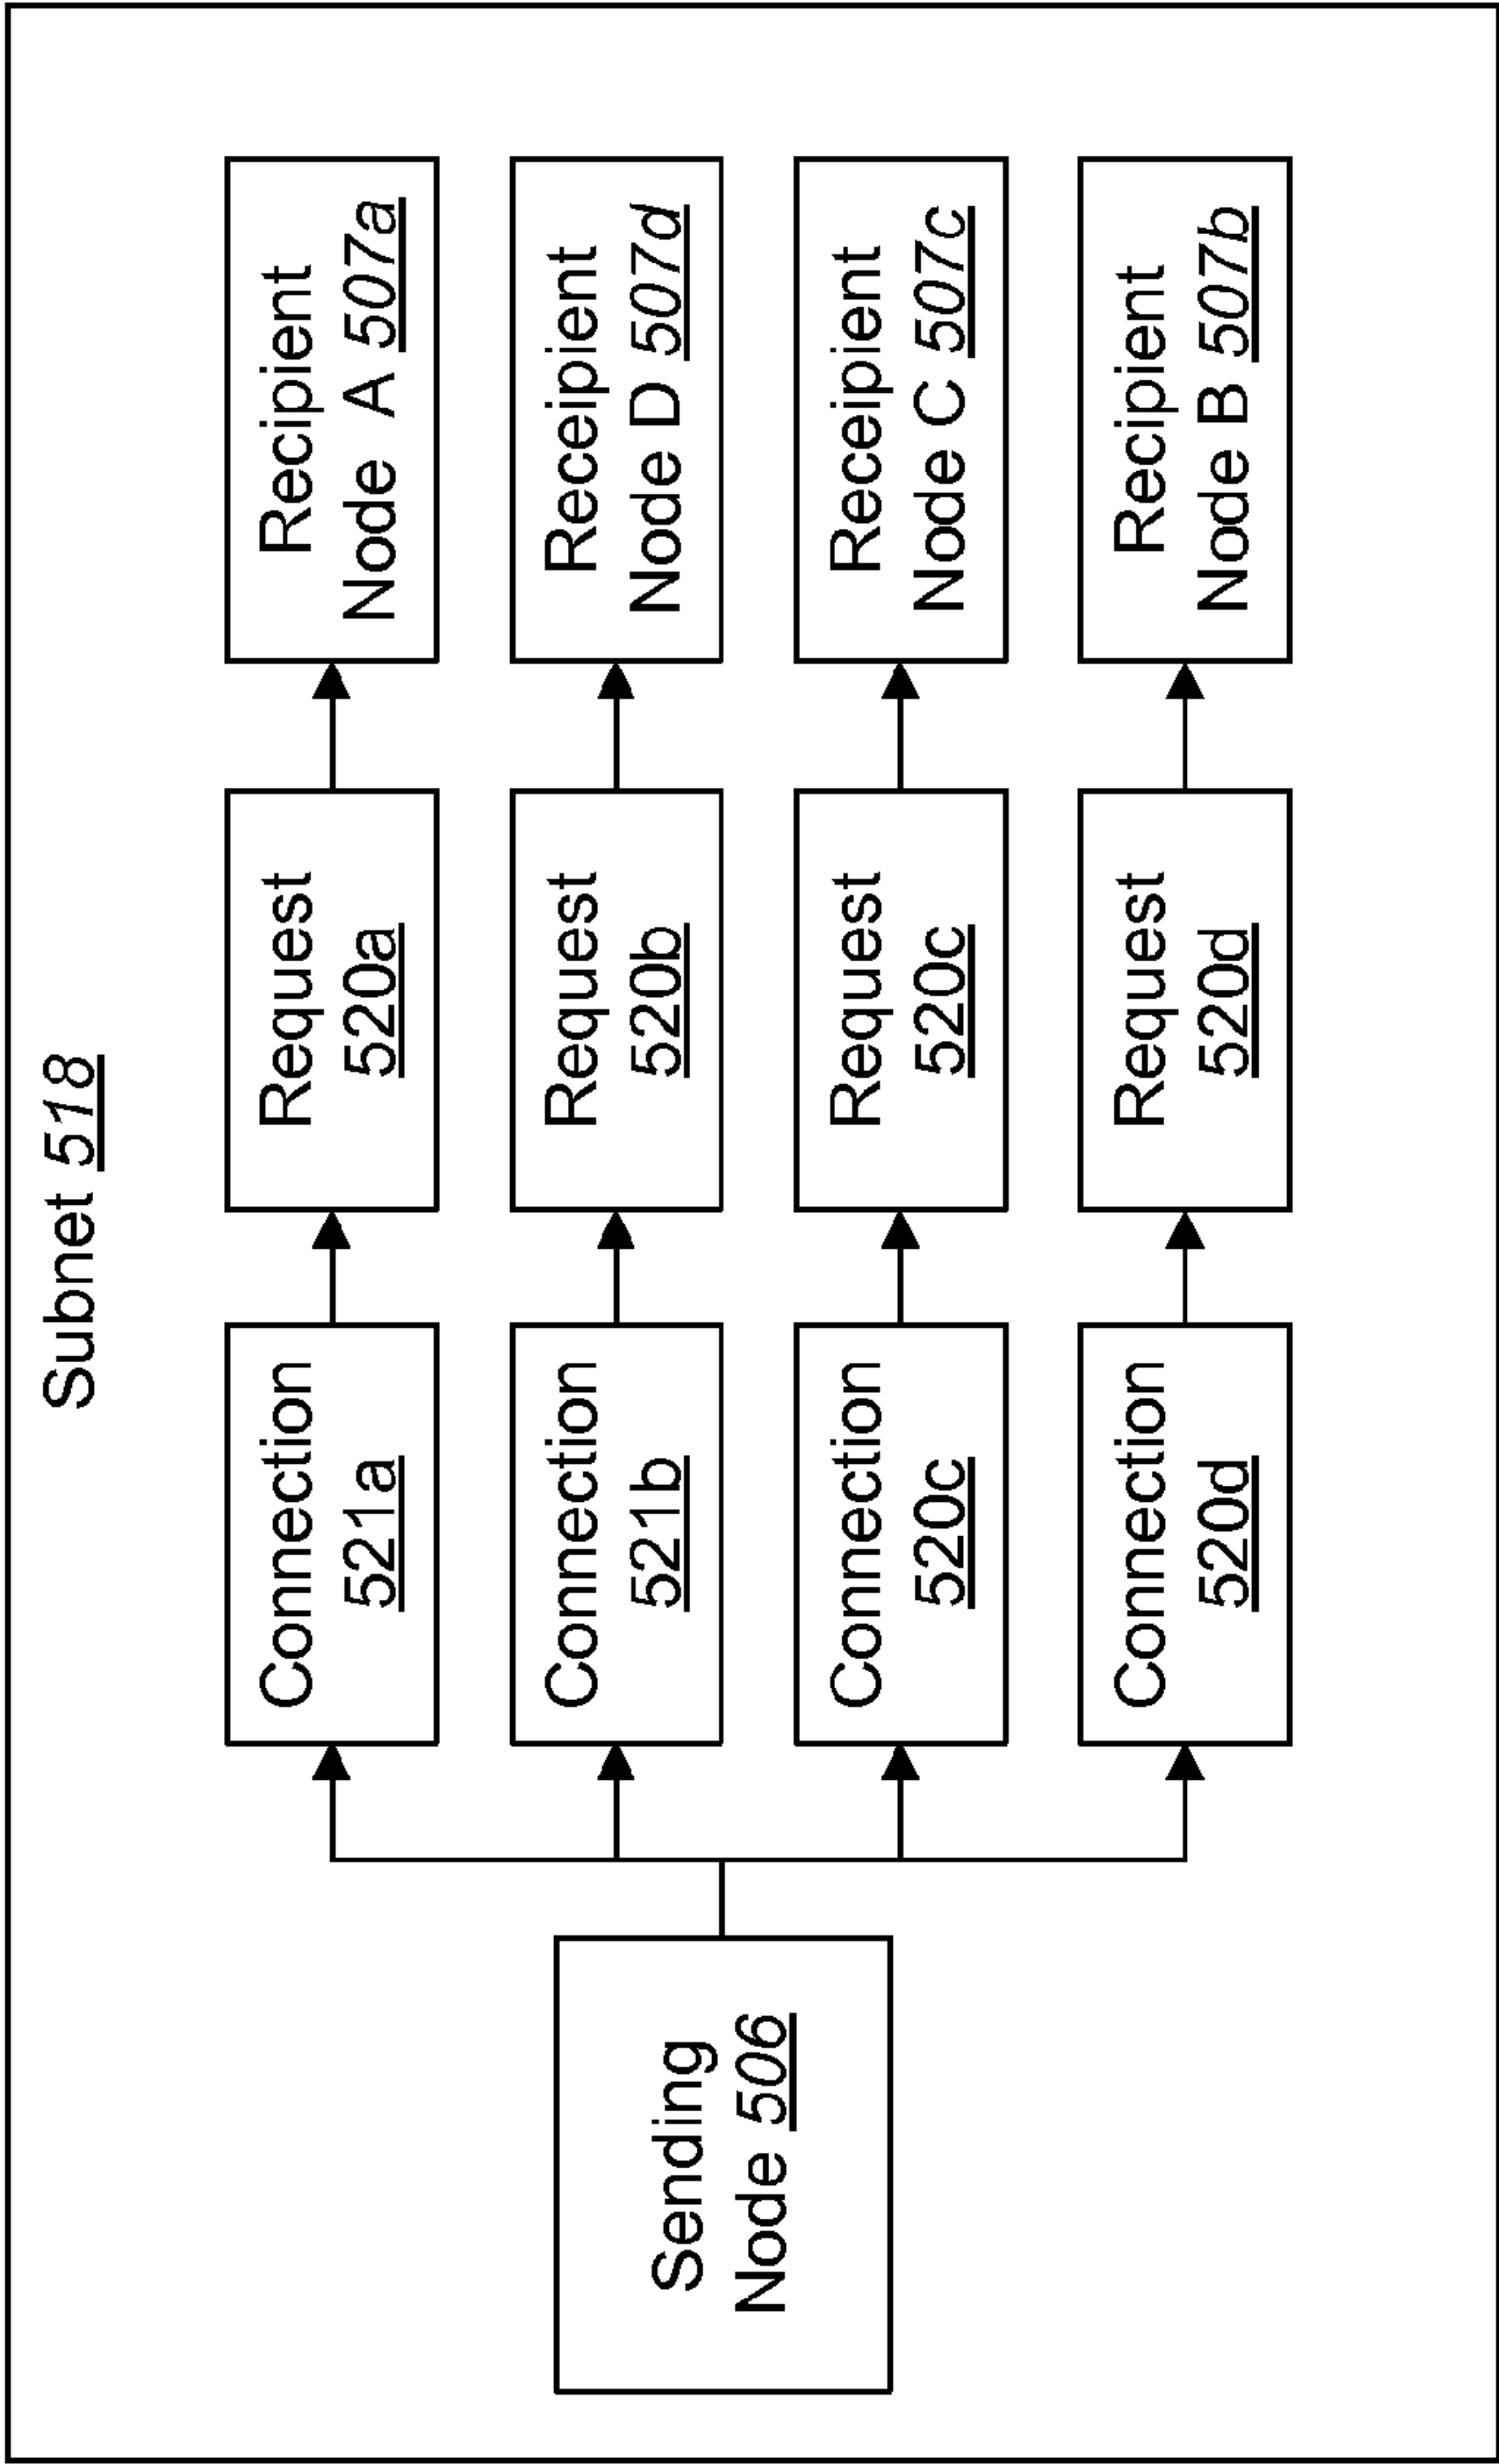 Subnet 518
Connection
521a
Request
520a
Recipient
Node A 507a
Connection
521b
Request
520b
Receipient
Node D 507d
Sending
Node 506
Connection
520c
Request
520c
Receipient
Node C 507c
Connection
520d
Request
520d
Recipient
Node B 507b